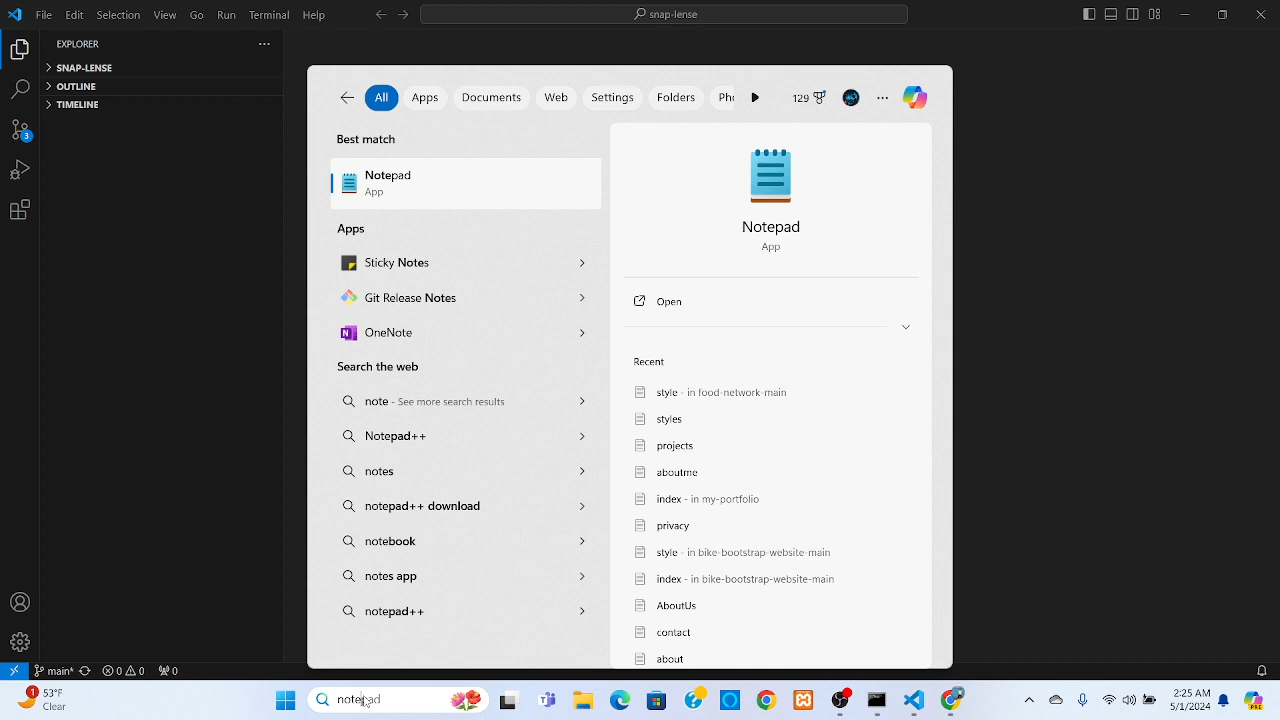 File Edit Selection View Go Run Terminal Help
snap-lense
EXPLORER
SNAP-LENSE
OUTLINE
TIMELINE
3
All Apps Documents Web Settings Folders
129
Best match
Notepad
App
Apps
Sticky Notes
Git Release Notes
OneNote
Search the web
note - See more search results
Notepad++
notes
notepad++ download
notebook
notes app
notepad++
Notepad
App
Open
Recent
style - in food-network-main
styles
projects
aboutme
index - in my-portfolio
privacy
style - in bike-bootstrap-website-main
index - in bike-bootstrap-website-main
AboutUs
contact
about
main* 0 0 0
1
53°F
Clear
notepad
2:25 AM
5/1/2024
PRE